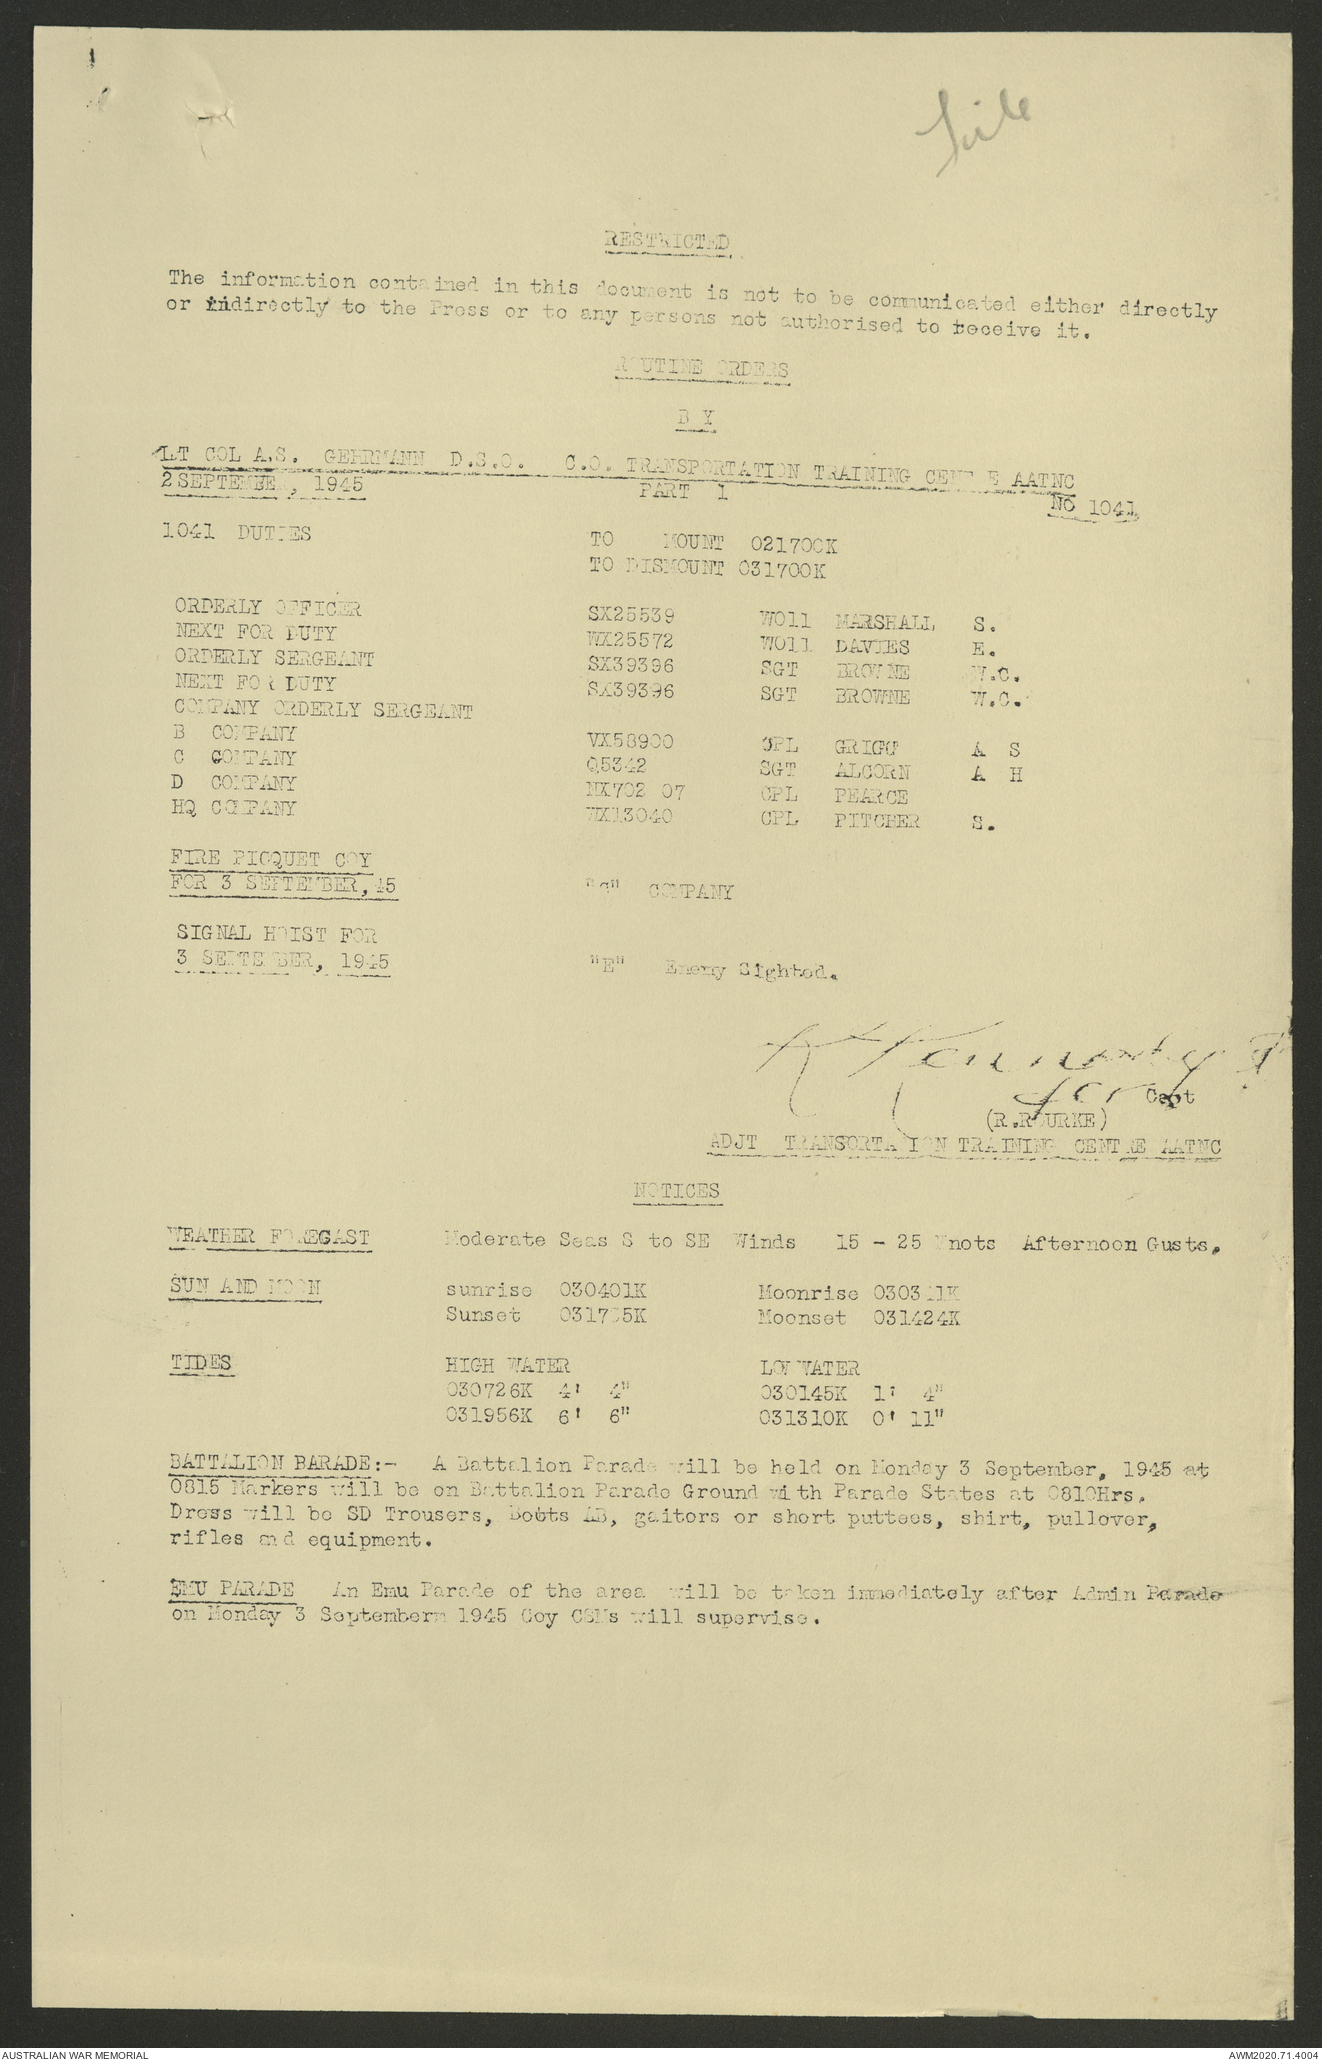 File
RESTRICTED
The information contained in this document is not to be communicated either directly
or indirectly to the Press or to any persons not authorised to receive it.
ROUTINE ORDERS
B Y
LT COL A.S. GEHRMANN D.S.O. C.O. TRANSPORTATION TRAINING CENTRE AATNC
2 SEPTEMBER, 1945 PART 1 NO 1041
1041 DUTIES TO MOUNT 021700K
TO DISMOUNT 031700K
ORDERLY OFFICER SX25539 WO11 MARSHALL S.
NEXT FOR DUTY WX25572 WO11 DAVIES E.
ORDERLY SERGEANT SX39396 SGT BROWNE W.C.
NEXT FOR DUTY SX39396 SGT BROWNE W.C.
COMPANY ORDERLY SERGEANT
B COMPANY VX58900 CPL GRIGG A S
C COMPANY Q5342 SGT ALCORN A H
D COMPANY NX702 07 CPL PEARCE
HQ COMPANY WX13040 CPL PITCHER S.
FIRE PICQUET COY
FOR 3 SEPTEMBER, 45 COMPANY
SIGNAL HOIST FOR
3 SEPTEMBER, 1945 "E" Enemy Sighted.
Kennedy
for Capt
(R.ROURKE)
ADJT TRANSORTATION TRAINING CENTRE AATNC
NOTICES
WEATHER FOREGAST Moderate Seas S to SE Winds 15 - 25 Knots Afternoon Gusts.
SUN AND MOON sunrise 030401K Moonrise
Sunset Moonset 031424K
TIDES HIGH WATER LOW WATER
030726K 4' 4" 030145K 1' 4"
031956K 6' 6" 031310K 0' 11"
BATTALION BARADE:- A Battalion Parade will be held on Monday 3 September, 1945 at
0815 Markers will be on Battalion Parade Ground with Parade States at 0810Hrs.
Dress will be SD Trousers, Boots AB, gaitors or short puttees, shirt, pullover,
rifles and equipment.
EMU PARADE An Emu Parade of the area will be taken immediately after Admin Parade
on Monday 3 Septemberm 1945 Coy CSMs will supervise.
AUSTRALIAN WAR MEMORIAL AWM2020.71.4004